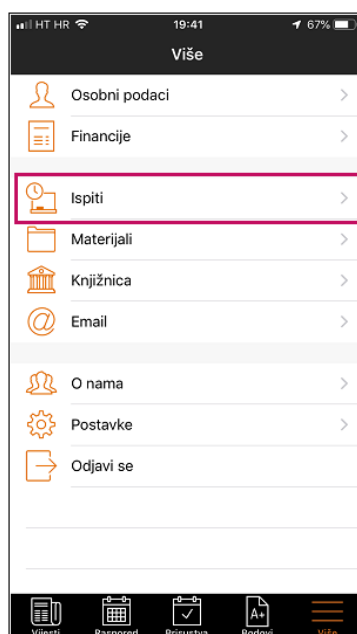 HT HR 19:41 67%
Više
Osobni podaci
Financije
Ispiti
Materijali
Knjižnica
@ Email
O nama
Postavke
Odjavi se
A+
Vijesti Raspored Prisustva Rodovi Više